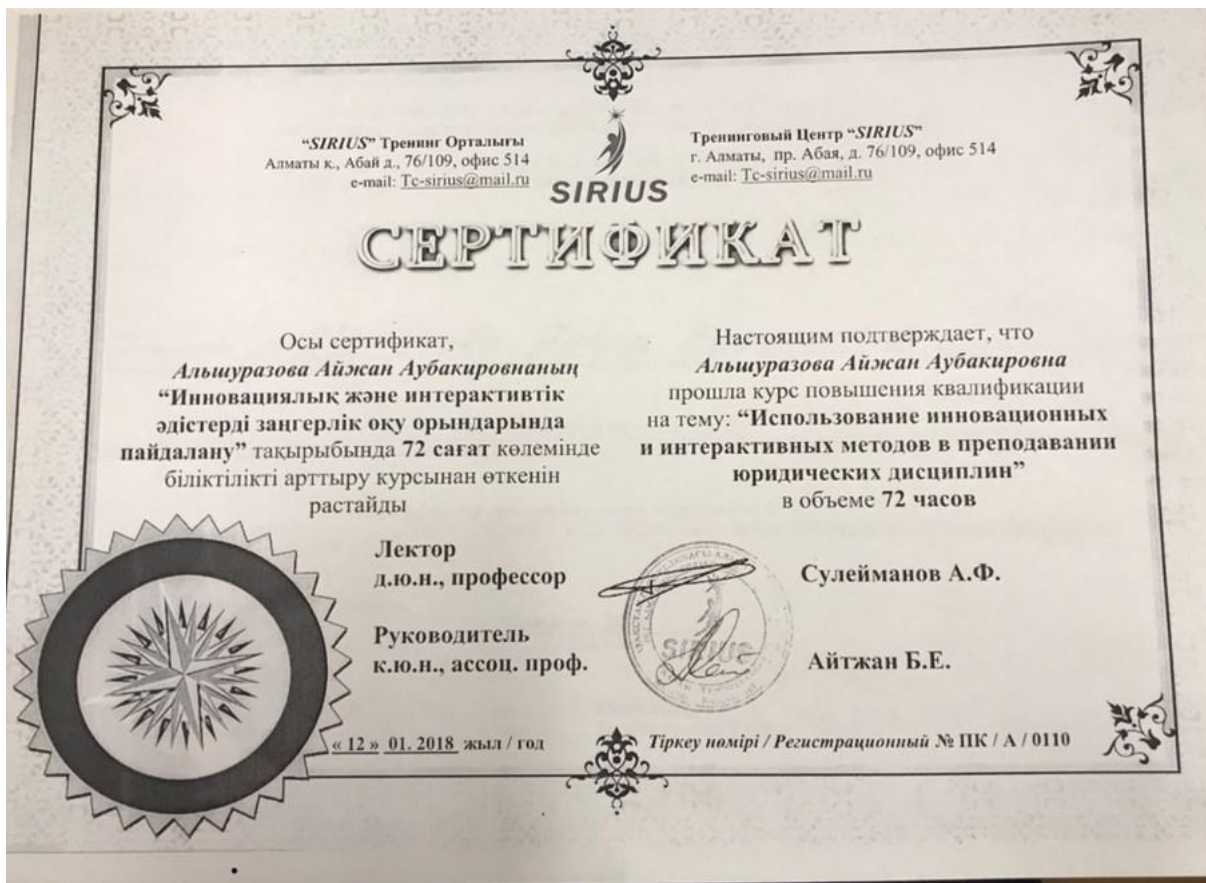 “SIRIUS” Тренинг Орталығы
Алматы к., Абай д., 76/109, офис 514
e-mail: Tc-sirius@mail.ru
SIRIUS
Тренинговый Центр “SIRIUS”
г. Алматы, пр. Абая, д. 76/109, офис 514
e-mail: Tc-sirius@mail.ru
СЕРТИФИКАТ
Осы сертификат,
Альшуразова Айжан Аубакировнаның
“Инновациялық және интерактивтік
әдістерді заңгерлік оқу орындарында
пайдалану” тақырыбында 72 сағат көлемінде
біліктілікті арттыру курсынан өткенін
растайды
Настоящим подтверждает, что
Альшуразова Айжан Аубакировна
прошла курс повышения квалификации
на тему: “Использование инновационных
и интерактивных методов в преподавании
юридических дисциплин”
в объеме 72 часов
Лектор
д.ю.н., профессор
Сулейманов А.Ф.
Руководитель
к.ю.н., ассоц. проф.
Айтжан Б.Е.
SIRIUS
« 12 » 01. 2018 жыл / год
Тіркеу нөмірі / Регистрационный № ПК / А / 0110